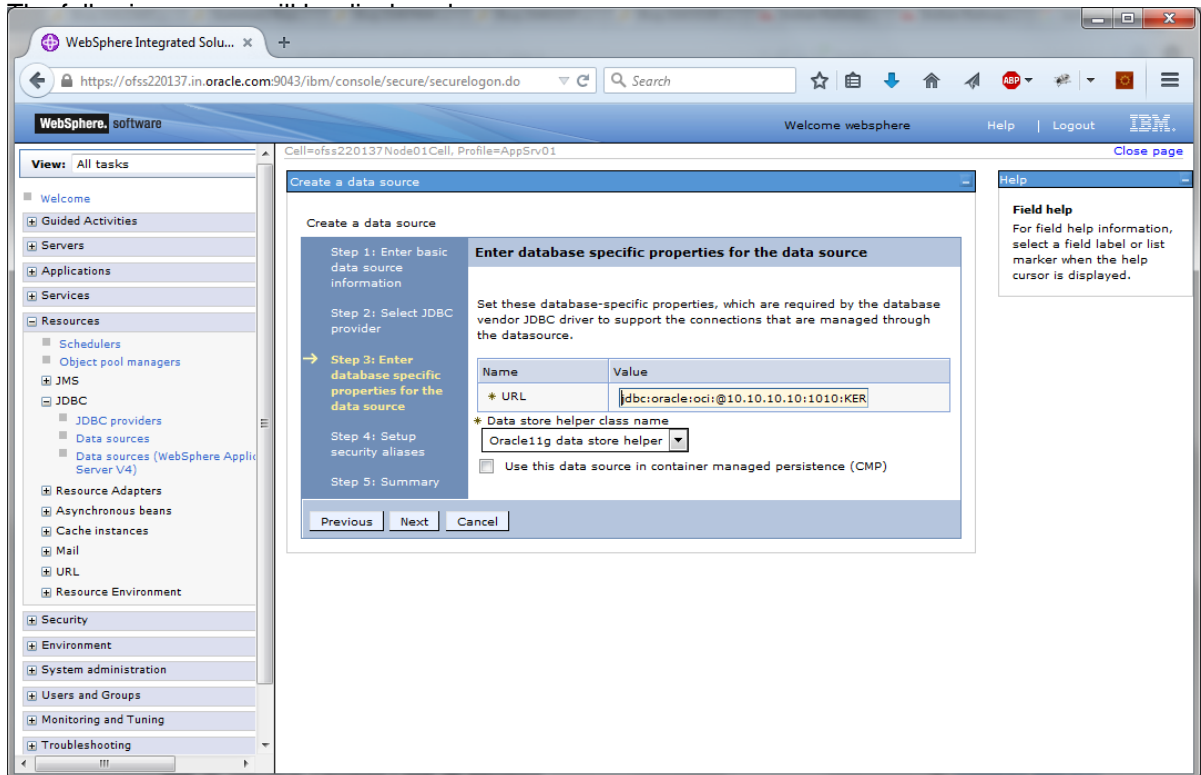 The following screen will be displayed
WebSphere Integrated Solu... ×
+
https://ofss220137.in.oracle.com:9043/ibm/console/secure/securelogon.do
Search
ABP
WebSphere. software
Welcome websphere
Help | Logout
IBM.
View: All tasks
Cell=ofss220137Node01Cell, Profile=AppSrv01
Close page
Welcome
Guided Activities
Servers
Applications
Services
Resources
Schedulers
Object pool managers
JMS
JDBC
JDBC providers
Data sources
Data sources (WebSphere Applic
Server V4)
Resource Adapters
Asynchronous beans
Cache instances
Mail
URL
Resource Environment
Security
Environment
System administration
Users and Groups
Monitoring and Tuning
Troubleshooting
Create a data source
Create a data source
Step 1: Enter basic
data source
information
Step 2: Select JDBC
provider
Step 3: Enter
database specific
properties for the
data source
Step 4: Setup
security aliases
Step 5: Summary
Enter database specific properties for the data source
Set these database-specific properties, which are required by the database
vendor JDBC driver to support the connections that are managed through
the datasource.
Name Value
* URL jdbc:oracle:oci:@10.10.10.10:1010:KER
* Data store helper class name
Oracle11g data store helper
Use this data source in container managed persistence (CMP)
Previous Next Cancel
Help
Field help
For field help information,
select a field label or list
marker when the help
cursor is displayed.